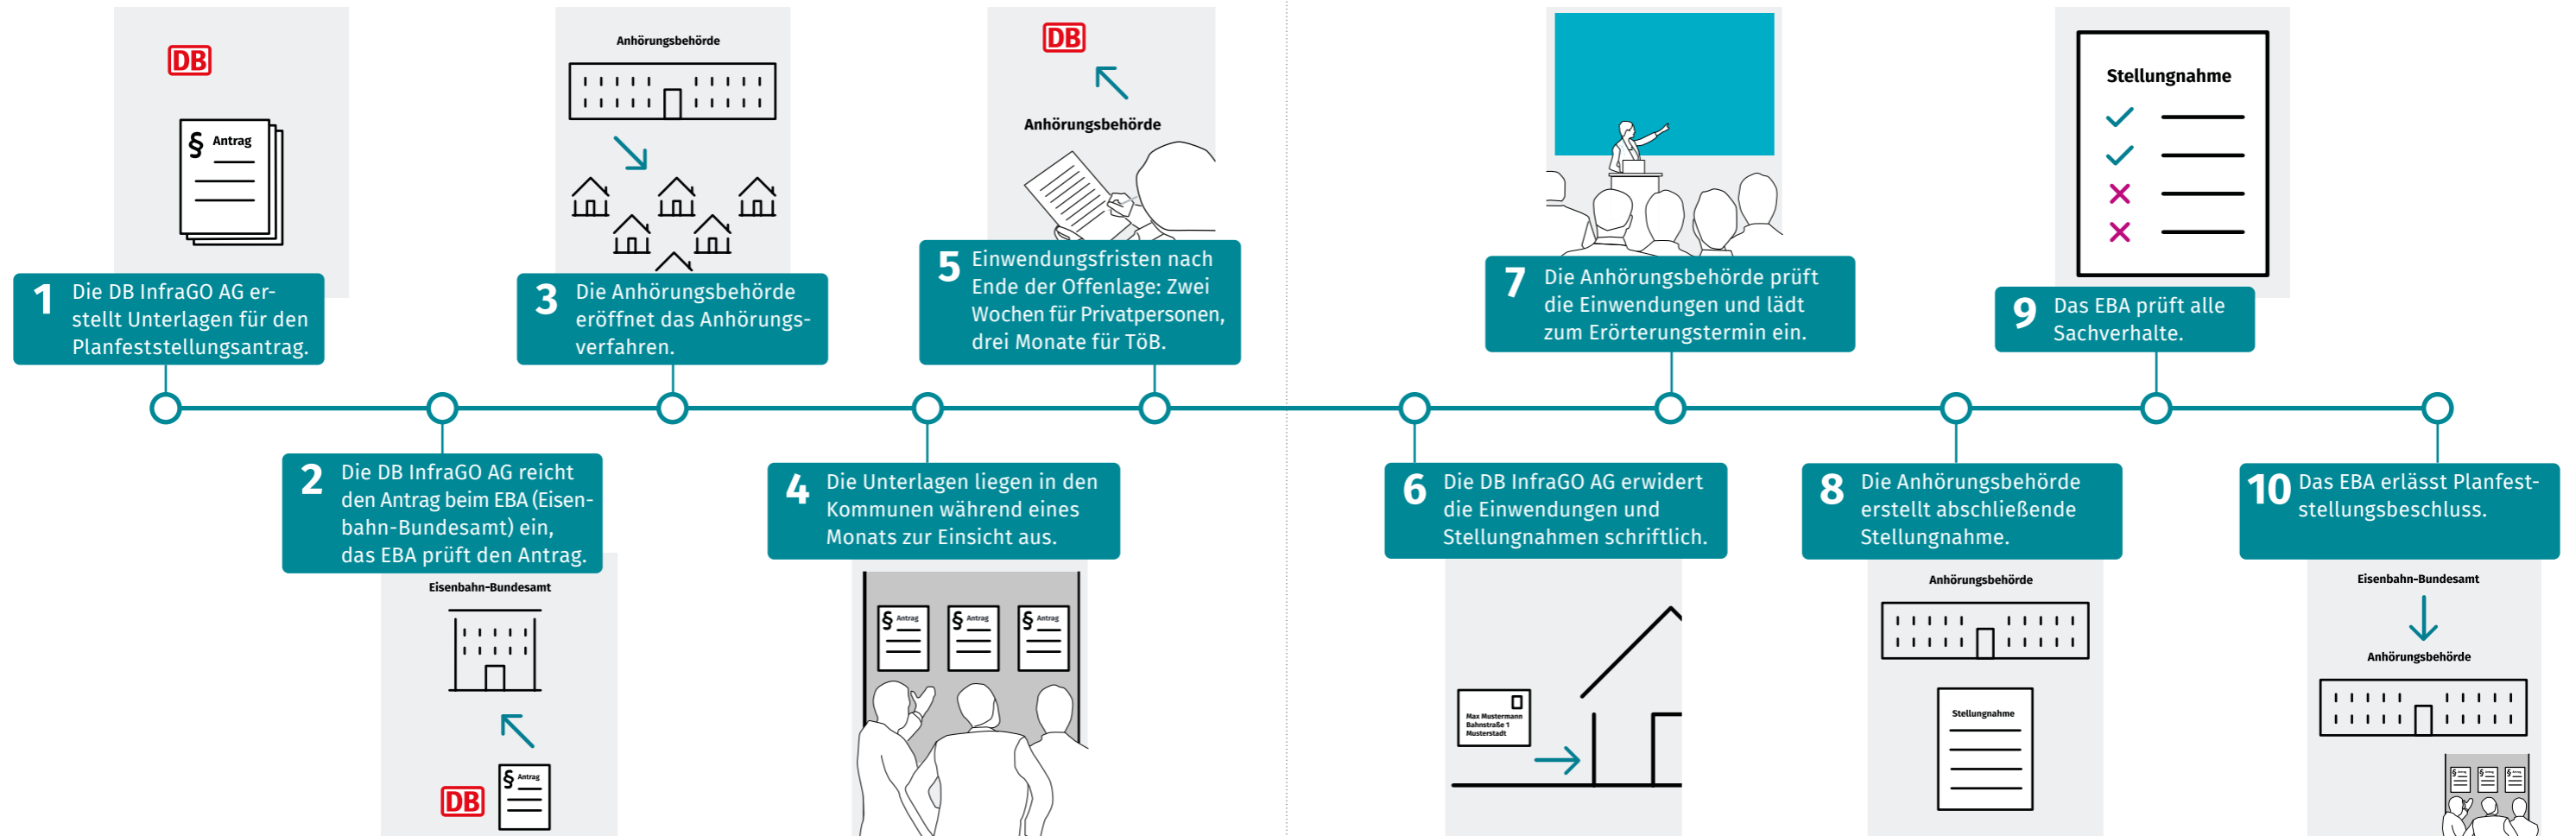 DB
§ Antrag
1 Die DB InfraGO AG er-
stellt Unterlagen für den
Planfeststellungsantrag.
2 Die DB InfraGO AG reicht
den Antrag beim EBA (Eisen-
bahn-Bundesamt) ein,
das EBA prüft den Antrag.
Eisenbahn-Bundesamt
DB
§ Antrag
Anhörungsbehörde
3 Die Anhörungsbehörde
eröffnet das Anhörungs-
verfahren.
4 Die Unterlagen liegen in den
Kommunen während eines
Monats zur Einsicht aus.
§ Antrag
§ Antrag
§ Antrag
DB
Anhörungsbehörde
5 Einwendungsfristen nach
Ende der Offenlage: Zwei
Wochen für Privatpersonen,
drei Monate für TöB.
6 Die DB InfraGO AG erwidert
die Einwendungen und
Stellungnahmen schriftlich.
Max Mustermann
Bahnstraße 1
Musterstadt
7 Die Anhörungsbehörde prüft
die Einwendungen und lädt
zum Erörterungstermin ein.
8 Die Anhörungsbehörde
erstellt abschließende
Stellungnahme.
Anhörungsbehörde
Stellungnahme
Stellungnahme
9 Das EBA prüft alle
Sachverhalte.
10 Das EBA erlässt Planfest-
stellungsbeschluss.
Eisenbahn-Bundesamt
Anhörungsbehörde